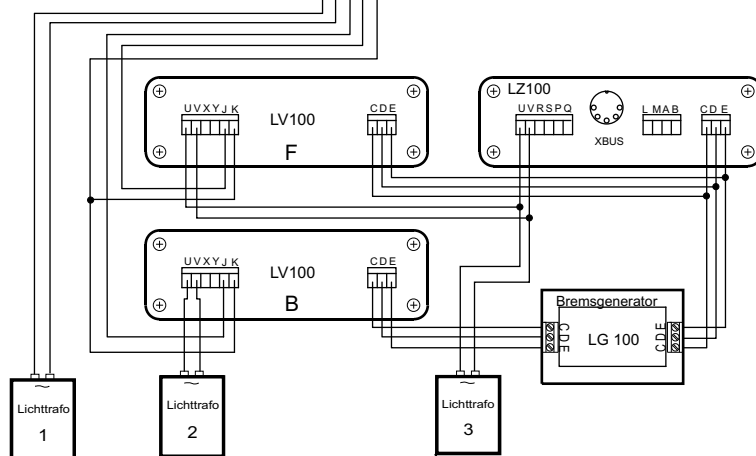 LZ100
UVXYJK
LV100
CDE
F
UVRSPQ
XBUS
LMAB
CDE
UVXYJK
LV100
CDE
B
Bremsgenerator
CDE
LG 100
CDE
~
Lichttrafo
1
~
Lichttrafo
2
~
Lichttrafo
3